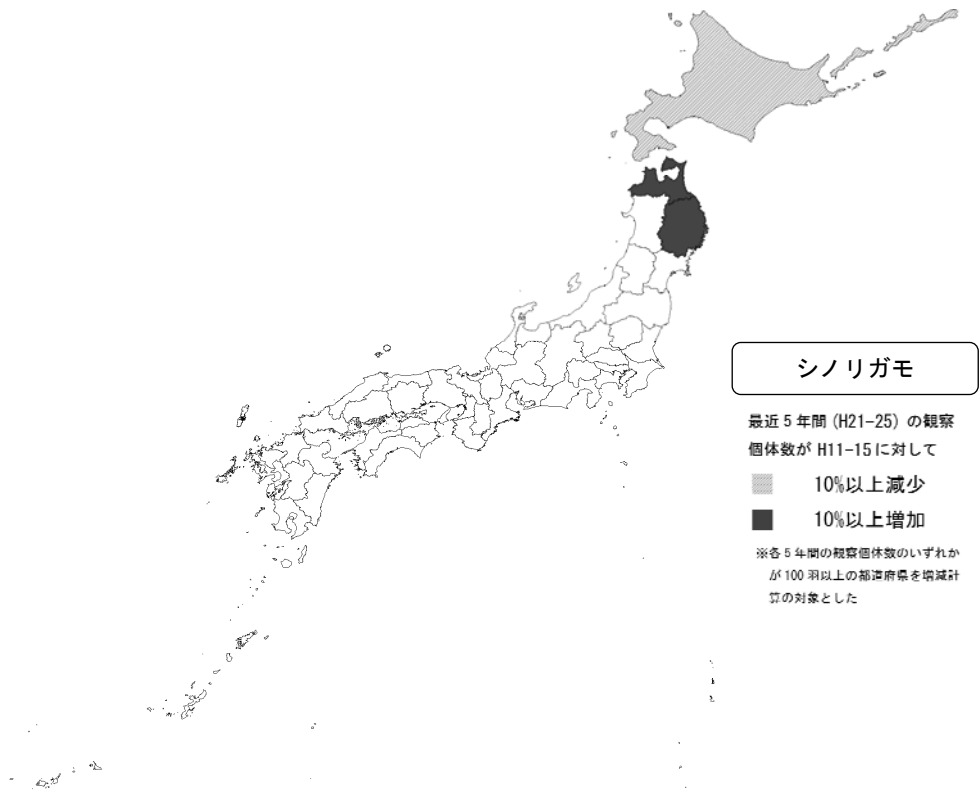 シノリガモ
最近5年間(H21-25)の観察
個体数がH11-15に対して
10%以上減少
10%以上増加
※各5年間の観察個体数のいずれか
が100羽以上の都道府県を増減計
算の対象とした